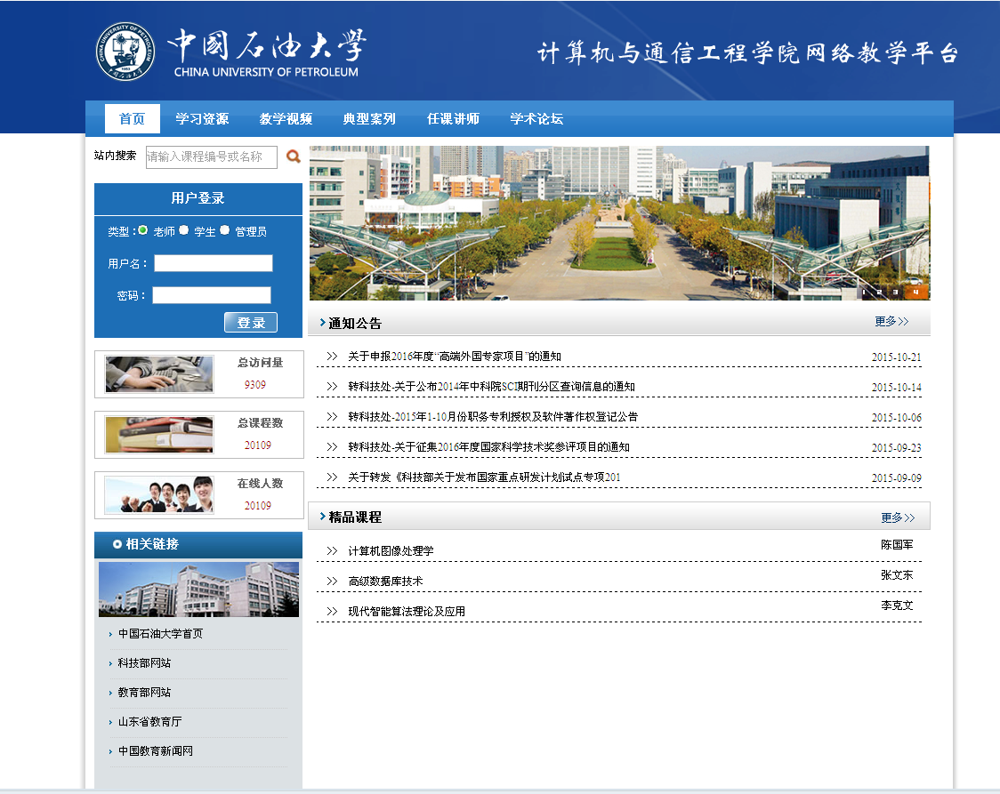 中國石油大學
CHINA UNIVERSITY OF PETROLEUM
计算机与通信工程学院网络教学平台
首页 学习资源 教学视频 典型案列 任课讲师 学术论坛
站内搜索 请输入课程编号或名称
用户登录
类型: 老师 学生 管理员
用户名：
密码：
登录
总访问量
9309
总课程数
20109
在线人数
20109
相关链接
中国石油大学首页
科技部网站
教育部网站
山东省教育厅
中国教育新闻网
1 2 3 4
通知公告 更多>>
>> 关于申报2016年度“高端外国专家项目”的通知 2015-10-21
>> 转科技处-关于公布2014年中科院SCI期刊分区查询信息的通知 2015-10-14
>> 转科技处-2015年1-10月份职务专利授权及软件著作权登记公告 2015-10-06
>> 转科技处-关于征集2016年度国家科学技术奖参评项目的通知 2015-09-23
>> 关于转发《科技部关于发布国家重点研发计划试点专项201 2015-09-09
精品课程 更多>>
>> 计算机图像处理学 陈国军
>> 高级数据库技术 张文东
>> 现代智能算法理论及应用 李克文